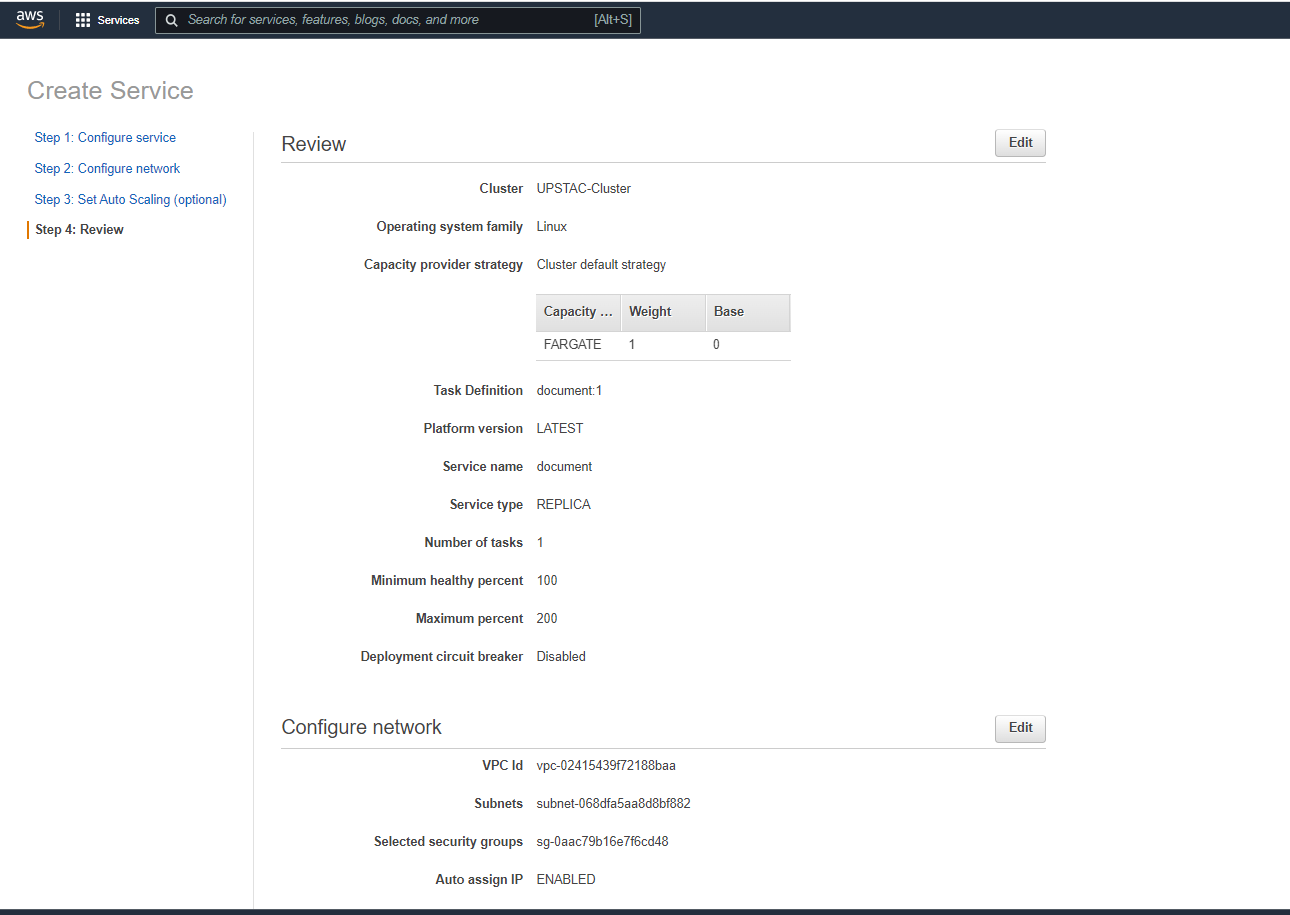 aws Services Search for services, features, blogs, docs, and more [Alt+S]
Create Service
Step 1: Configure service
Step 2: Configure network
Step 3: Set Auto Scaling (optional)
Step 4: Review
Review Edit
Cluster UPSTAC-Cluster
Operating system family Linux
Capacity provider strategy Cluster default strategy
Capacity ... Weight Base
FARGATE 1 0
Task Definition document:1
Platform version LATEST
Service name document
Service type REPLICA
Number of tasks 1
Minimum healthy percent 100
Maximum percent 200
Deployment circuit breaker Disabled
Configure network Edit
VPC Id vpc-02415439f72188baa
Subnets subnet-068dfa5aa8d8bf882
Selected security groups sg-0aac79b16e7f6cd48
Auto assign IP ENABLED